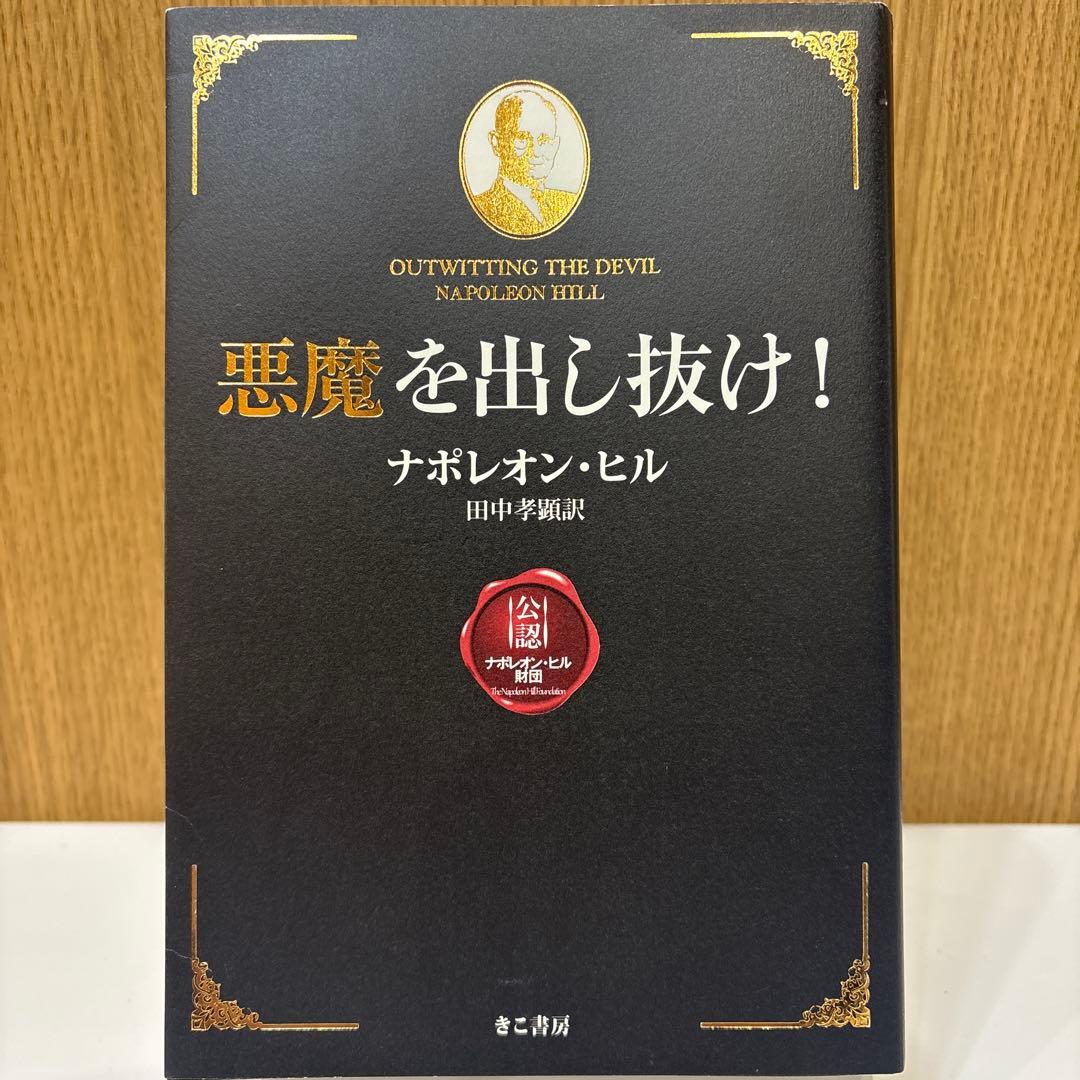 OUTWITTING THE DEVIL
NAPOLEON HILL
悪魔を出し抜け!
ナポレオン・ヒル
田中孝顕訳
公認
ナポレオン・ヒル
財団
The Napoleon Hill Foundation
きこ書房